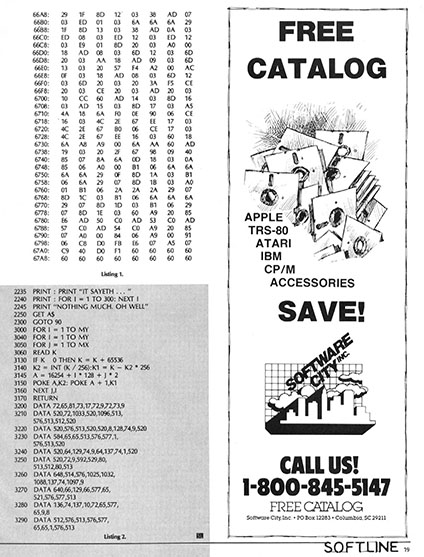 66A8: 29 1F 8D 12 03 38 AD 07
66B0: 03 ED 01 03 6A 6A 6A 29
66B8: 1F 8D 13 03 38 AD 0A 03
66C0: ED 08 03 ED 12 03 ED 12
66C8: 03 E9 01 8D 20 03 A0 00
66D0: 18 AD 08 03 6D 12 03 6D
66D8: 20 03 AA 18 AD 09 03 6D
66E0: 13 03 20 57 F4 A2 00 AC
66E8: 0F 03 18 AD 08 03 6D 12
66F0: 03 6D 20 03 20 3A F5 CE
66F8: 20 03 CE 20 03 AD 20 03
6700: 10 CC 60 AD 14 03 8D 16
6708: 03 AD 15 03 8D 17 03 A5
6710: 4A 18 6A F0 0E 90 06 CE
6718: 16 03 4C 2E 67 EE 17 03
6720: 4C 2E 67 B0 06 CE 17 03
6728: 4C 2E 67 EE 16 03 60 18
6730: 6A A8 A9 00 6A AA 60 AD
6738: 19 03 20 2F 67 98 09 40
6740: 85 07 8A 6A 0D 18 03 0A
6748: 85 06 A0 00 B1 06 6A 6A
6750: 6A 6A 29 0F 8D 1A 03 B1
6758: 06 6A 29 07 8D 1B 03 A0
6760: 01 B1 06 2A 2A 2A 29 07
6768: 8D 1C 03 B1 06 6A 6A 6A
6770: 29 07 8D 1D 03 B1 06 29
6778: 07 8D 1E 03 60 A9 20 85
6780: E6 AD 50 C0 AD 53 C0 AD
6788: 57 C0 AD 54 C0 A9 20 85
6790: 07 A0 00 84 06 A9 00 91
6798: 06 C8 D0 FB E6 07 A5 07
67A0: C9 40 D0 F1 60 60 60 60
67A8: 60 60 60 60 60 60 60 60
Listing 1.
2235 PRINT : PRINT "IT SAYETH . . . "
2240 PRINT : FOR I = 1 TO 300: NEXT I
2245 PRINT "NOTHING MUCH. OH WELL"
2250 GET A$
2300 GOTO 90
3000 FOR I = 1 TO MY
3040 FOR I = 1 TO MY
3050 FOR J = 1 TO MX
3060 READ K
3130 IF K 0 THEN K = K + 65536
3140 K2 = INT (K / 256):K1 = K - K2 * 256
3145 A = 16254 + I * 128 + J * 2
3150 POKE A,K2: POKE A + 1,K1
3160 NEXT J,I
3170 RETURN
3200 DATA 72,65,81,73,17,72,9,72,73,9
3210 DATA 520,72,1033,520,1096,513,
576,513,512,520
3220 DATA 520,576,513,520,520,8,128,74,9,520
3230 DATA 584,65,65,513,576,577,1,
576,513,520
3240 DATA 520,64,129,74,9,64,137,74,1,520
3250 DATA 520,72,9,592,529,80,
513,512,80,513
3260 DATA 648,514,576,1025,1032,
1088,137,74,1097,9
3270 DATA 640,66,129,66,577,65,
521,576,577,513
3280 DATA 136,74,137,10,72,65,577,
65,9,8
3290 DATA 512,576,513,576,577,
65,513,65,576,513
Listing 2.
FREE
CATALOG
APPLE
TRS-80
ATARI
IBM
CP/M
ACCESSORIES
SAVE!
SOFTWARE
CITY, INC.
CALL US!
1-800-845-5147
FREE CATALOG
Software City, Inc. • PO Box 12283 • Columbia, SC 29211
SOFTLINE 19